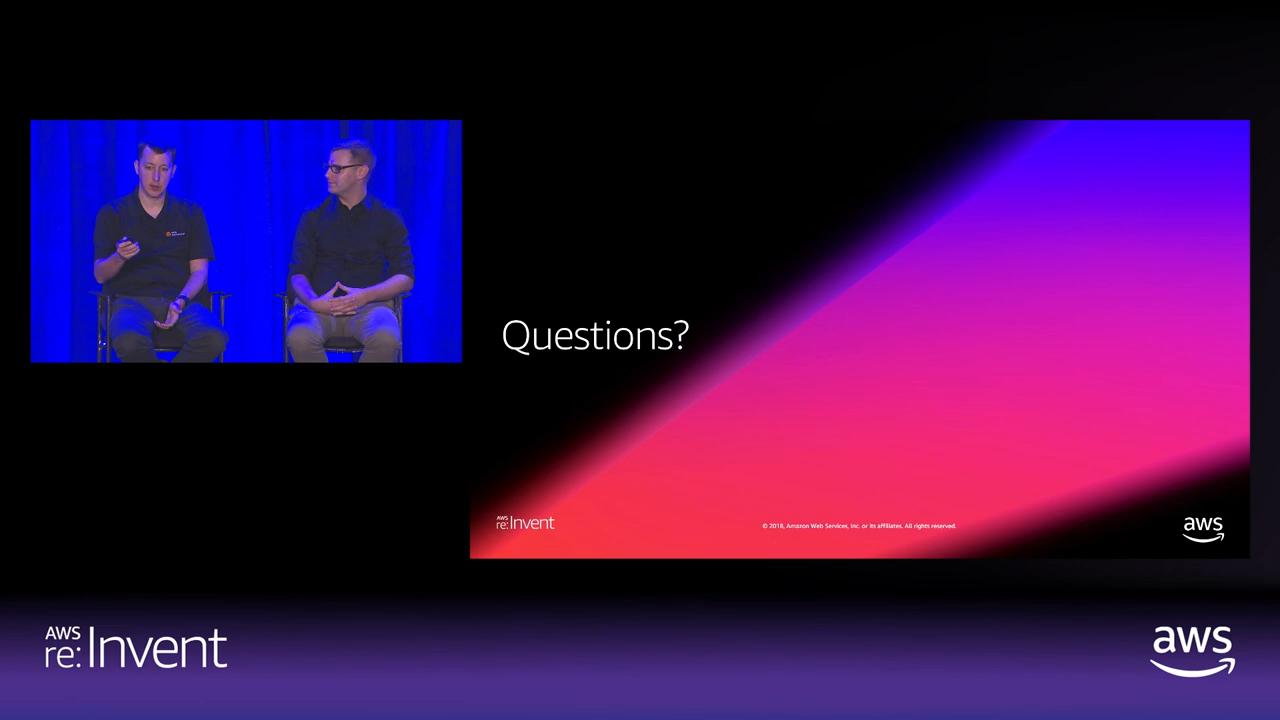 Questions?
AWS
re:Invent
© 2018, Amazon Web Services, Inc. or its affiliates. All rights reserved.
aws
AWS
re:Invent
aws